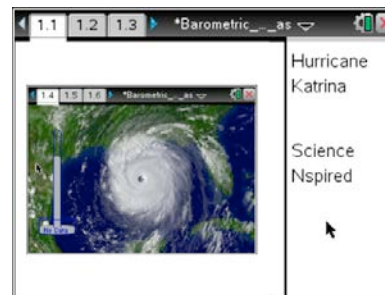 1.1 1.2 1.3 *Barometric_..._as
Hurricane
Katrina
1.4 1.5 1.6 *Barometric_..._as
Science
Nspired
No Data